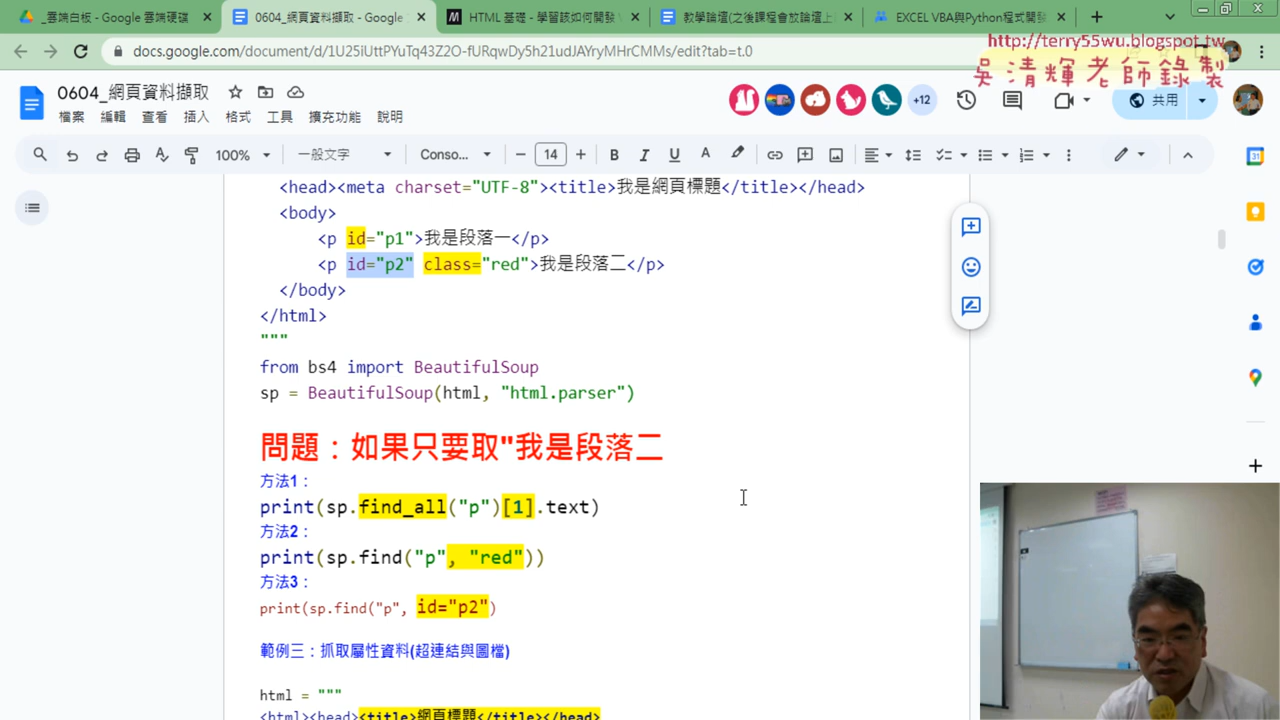 _雲端白板 - Google 雲端硬碟
0604_網頁資料擷取 - Google
HTML 基礎 - 學習該如何開發
教學論壇(之後課程會放論壇上
EXCEL VBA與Python程式開發
docs.google.com/document/d/1U25iUttPYuTq43Z2O-fURqwDy5h21udJAYryMHrCMMs/edit?tab=t.0
http://terry55wu.blogspot.tw
吳清輝老師錄製
0604_網頁資料擷取
檔案 編輯 查看 插入 格式 工具 擴充功能 說明
+12
共用
100% 一般文字 Conso... 14 B I U A
<head><meta charset="UTF-8"><title>我是網頁標題</title></head>
<body>
<p id="p1">我是段落一</p>
<p id="p2" class="red">我是段落二</p>
</body>
</html>
"""
from bs4 import BeautifulSoup
sp = BeautifulSoup(html, "html.parser")
問題：如果只要取"我是段落二
方法1：
print(sp.find_all("p")[1].text)
方法2：
print(sp.find("p", "red"))
方法3：
print(sp.find("p", id="p2")
範例三：抓取屬性資料(超連結與圖檔)
html = """
<html><head><title>網頁標題</title></head>